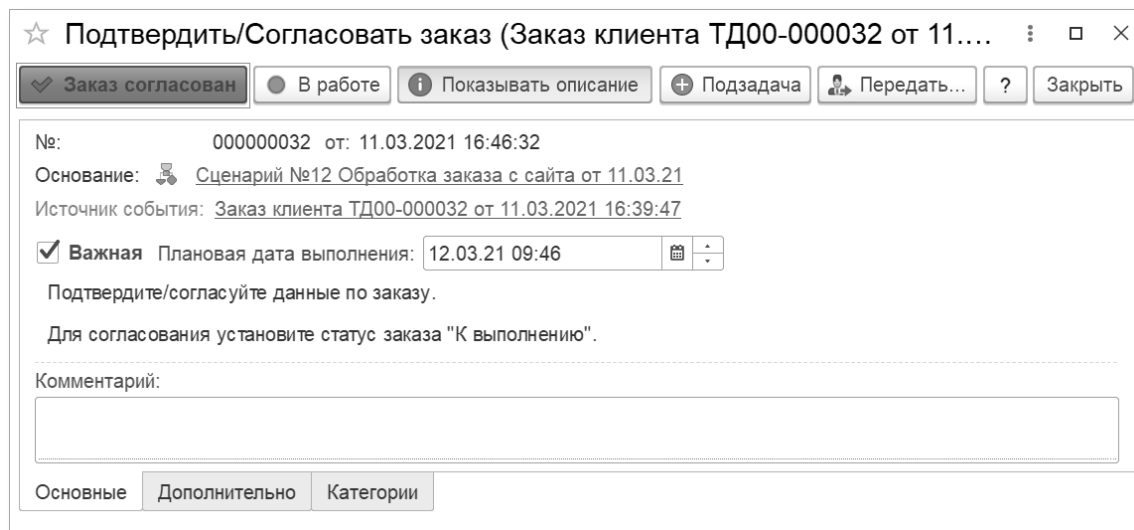 Подтвердить/Согласовать заказ (Заказ клиента ТД00-000032 от 11....
Заказ согласован В работе Показывать описание Подзадача Передать... ? Закрыть
№: 000000032 от: 11.03.2021 16:46:32
Основание: Сценарий №12 Обработка заказа с сайта от 11.03.21
Источник события: Заказ клиента ТД00-000032 от 11.03.2021 16:39:47
Важная Плановая дата выполнения: 12.03.21 09:46
Подтвердите/согласуйте данные по заказу.
Для согласования установите статус заказа "К выполнению".
Комментарий:
Основные Дополнительно Категории